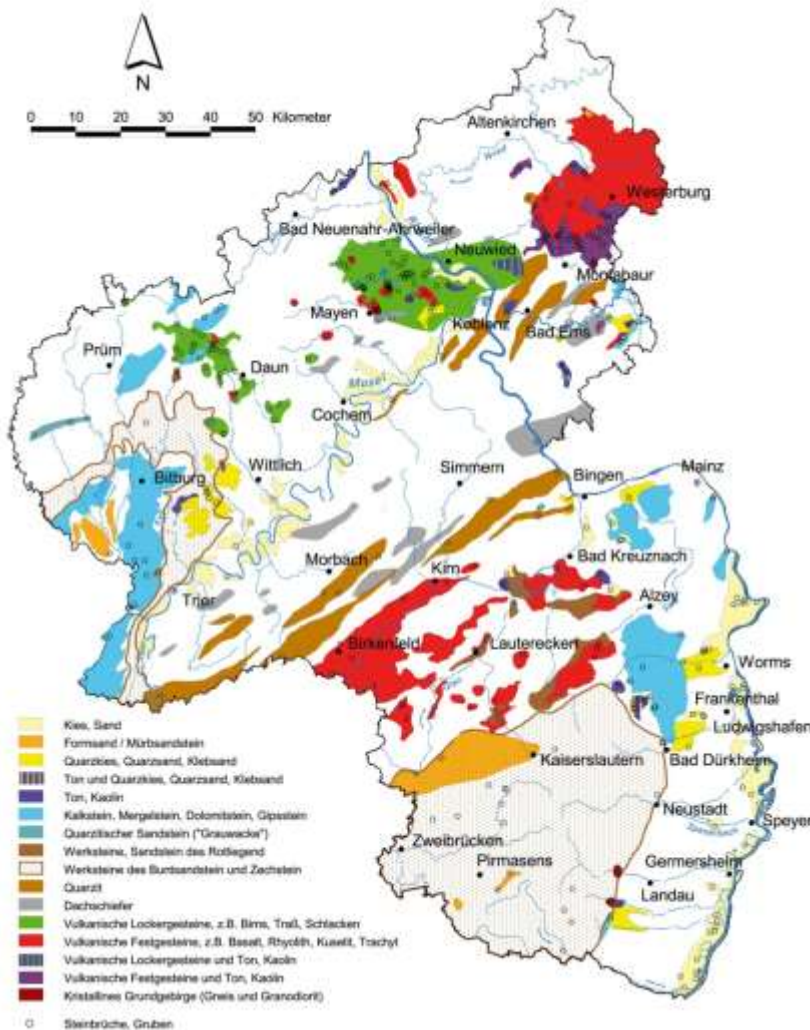 N
0 10 20 30 40 50 Kilometer
Altenkirchen
Wied
Westerburg
Bad Neuenahr-Ahrweiler
Neuwied
Montabaur
Mayen
Koblenz
Bad Ems
Prüm
Daun
Mosel
Cochem
Wittlich
Simmern
Bitburg
Bingen
Mainz
Morbach
Bad Kreuznach
Kirn
Trier
Alzey
Birkenfeld
Lauterecken
Worms
Frankenthal
Ludwigshafen
Kaiserslautern
Bad Dürkheim
Neustadt
Speyer
Zweibrücken
Pirmasens
Germersheim
Landau
Kies, Sand
Formsand / Mürbsandstein
Quarzkies, Quarzsand, Klebsand
Ton und Quarzkies, Quarzsand, Klebsand
Ton, Kaolin
Kalkstein, Mergelstein, Dolomitstein, Gipsstein
Quarzitischer Sandstein ("Grauwacke")
Werksteine, Sandstein des Rotliegend
Werksteine des Buntsandstein und Zechstein
Quarzit
Dachschiefer
Vulkanische Lockergesteine, z.B. Bims, Traß, Schlacken
Vulkanische Festgesteine, z.B. Basalt, Rhyolith, Kuselit, Trachyt
Vulkanische Lockergesteine und Ton, Kaolin
Vulkanische Festgesteine und Ton, Kaolin
Kristallines Grundgebirge (Gneis und Granodiorit)
Steinbrüche, Gruben